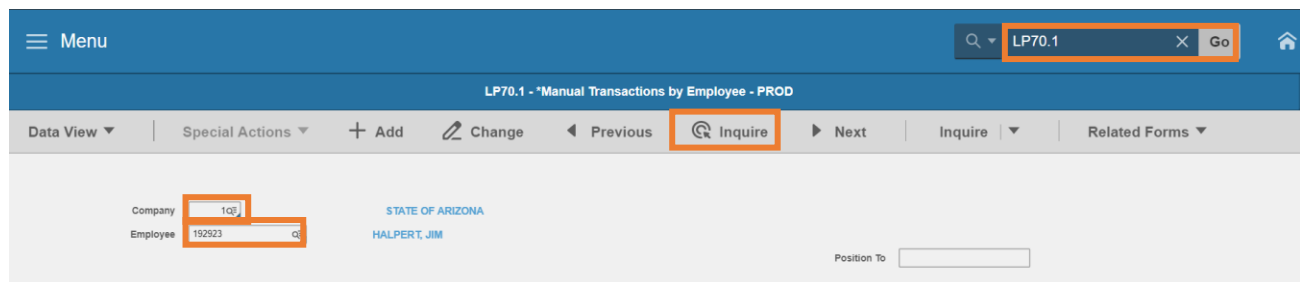 Menu LP70.1 Go
LP70.1 - *Manual Transactions by Employee - PROD
Data View Special Actions Add Change Previous Inquire Next Inquire Related Forms
Company 1 STATE OF ARIZONA
Employee 192923 HALPERT, JIM
Position To